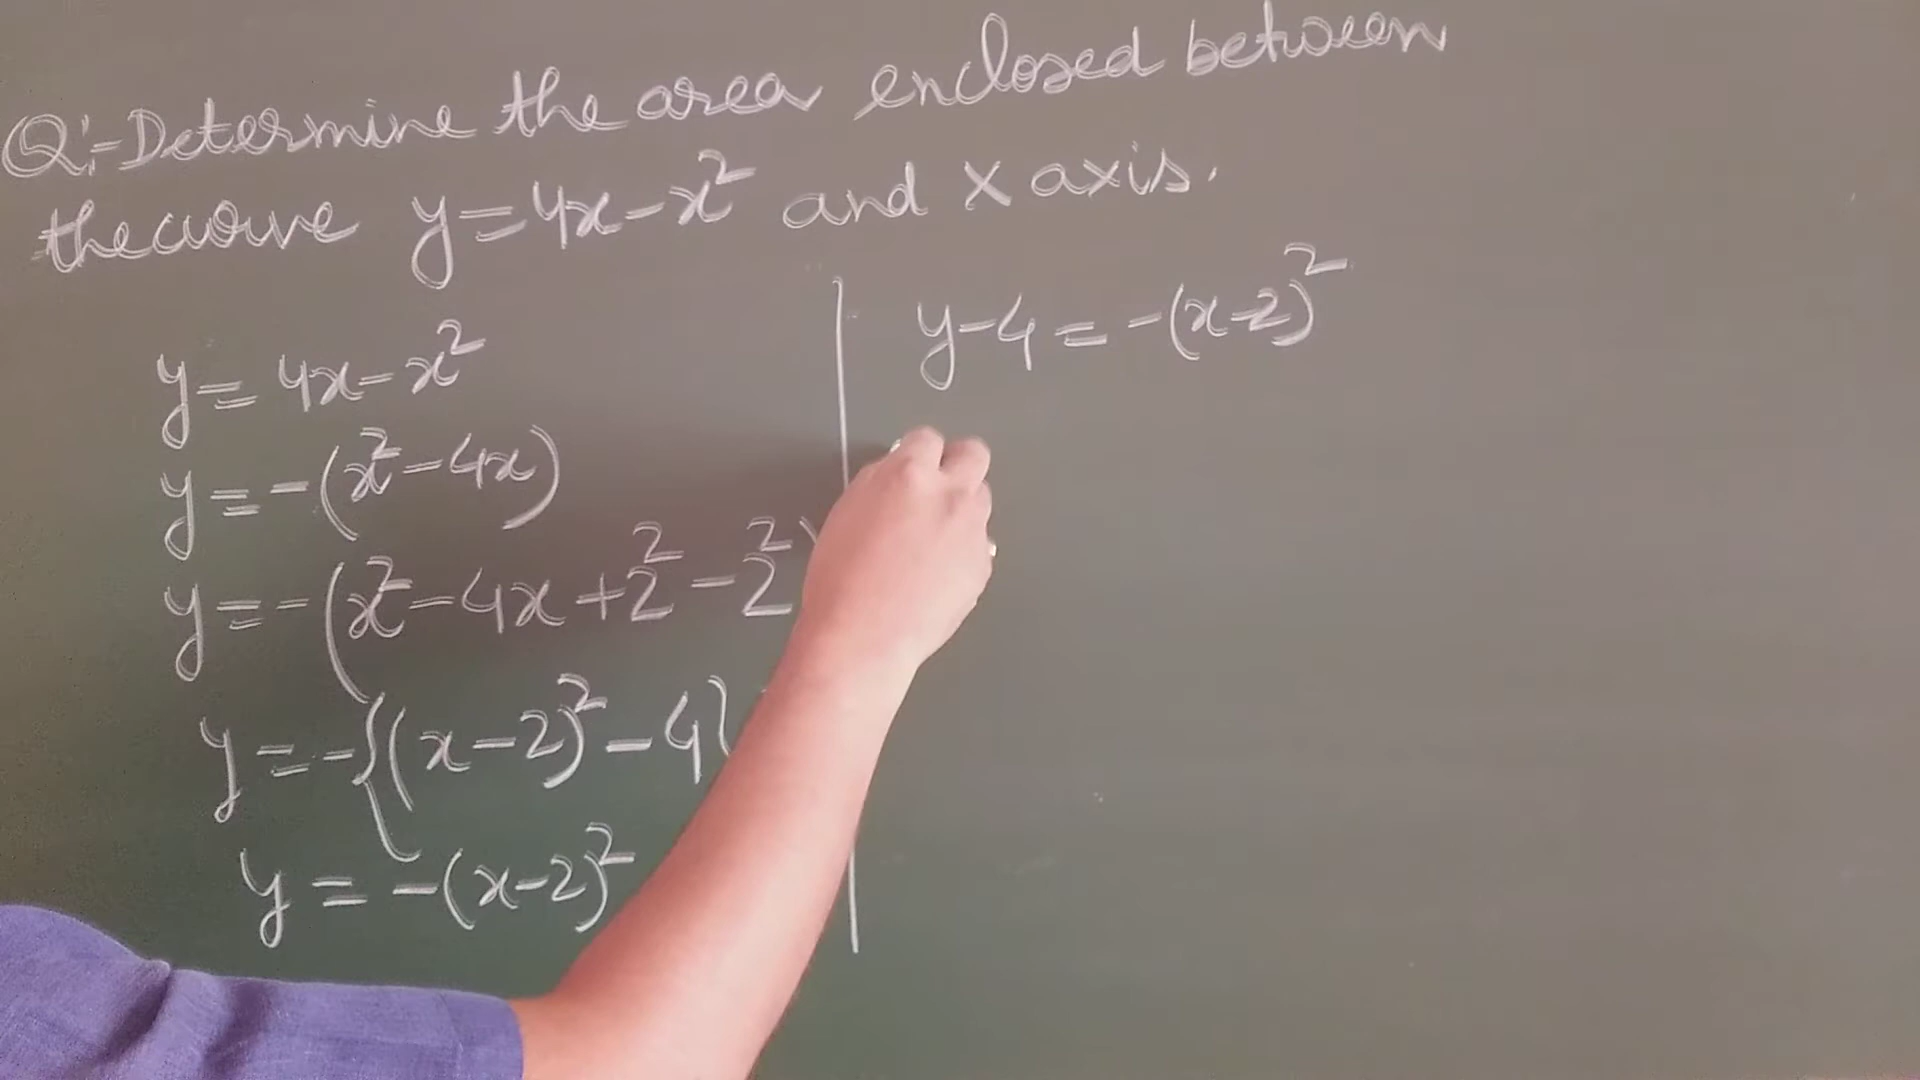 Q:-Determine the area enclosed between
the curve y=4x-x² and x axis.
y=4x-x²
y=-(x²-4x)
y=-(x²-4x+2²-2²)
y=-{(x-2)²-4}
y=-(x-2)²
y-4=-(x-2)²